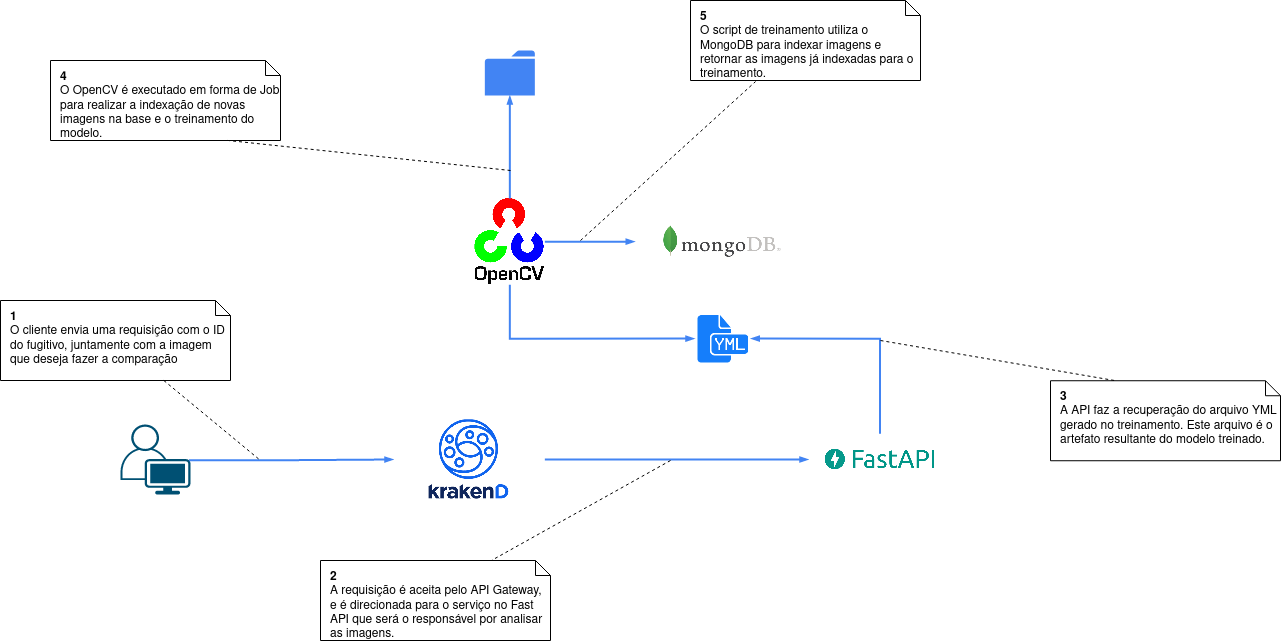 5
O script de treinamento utiliza o
MongoDB para indexar imagens e
retornar as imagens já indexadas para o
treinamento.
4
O OpenCV é executado em forma de Job
para realizar a indexação de novas
imagens na base e o treinamento do
modelo.
OpenCV
mongoDB.
1
O cliente envia uma requisição com o ID
do fugitivo, juntamente com a imagem
que deseja fazer a comparação
YML
3
A API faz a recuperação do arquivo YML
gerado no treinamento. Este arquivo é o
artefato resultante do modelo treinado.
krakenD
FastAPI
2
A requisição é aceita pelo API Gateway,
e é direcionada para o serviço no Fast
API que será o responsável por analisar
as imagens.